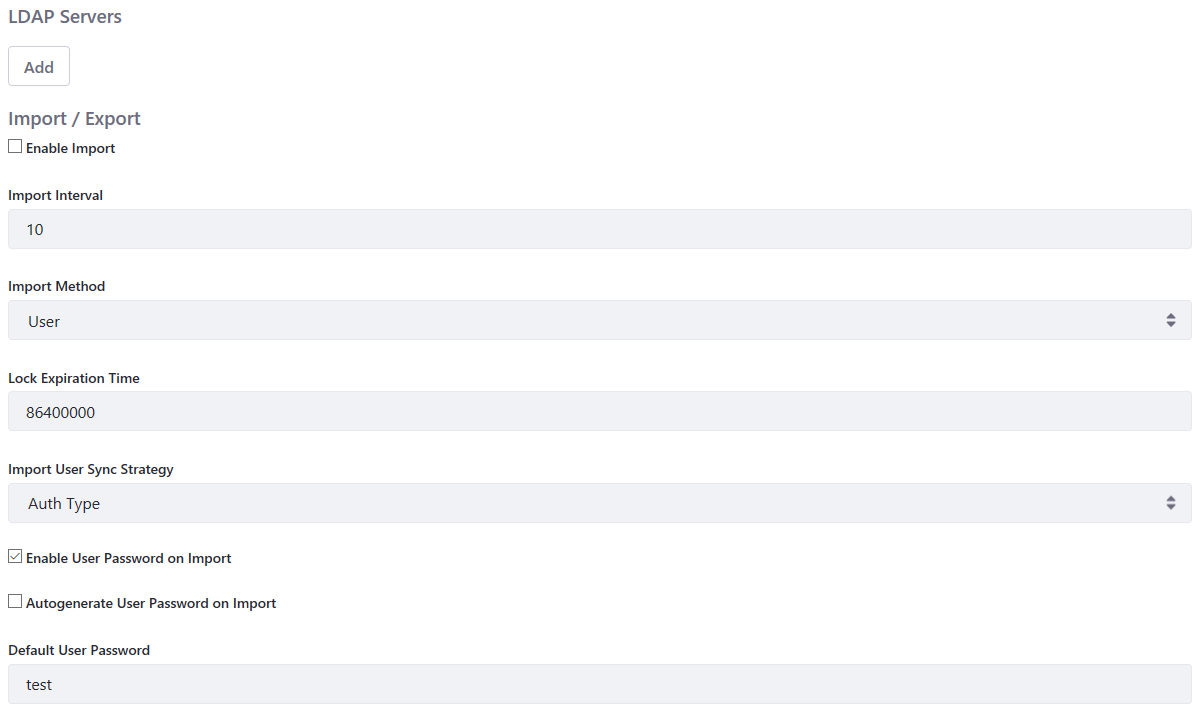 LDAP Servers
Add
Import / Export
Enable Import
Import Interval
10
Import Method
User
Lock Expiration Time
86400000
Import User Sync Strategy
Auth Type
Enable User Password on Import
Autogenerate User Password on Import
Default User Password
test